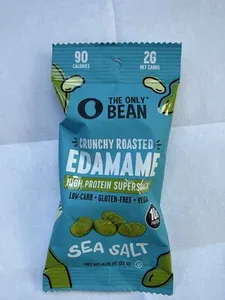 90 2G
CALORIES NET CARBS
THE ONLY
BEAN
CRUNCHY ROASTED
EDAMAME
HIGH PROTEIN SUPERSNACK
LOW-CARB • GLUTEN-FREE • VEGAN
SEA SALT